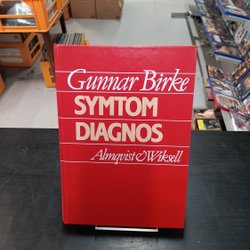 Gunnar Birke
SYMTOM
DIAGNOS
Almqvist & Wiksell